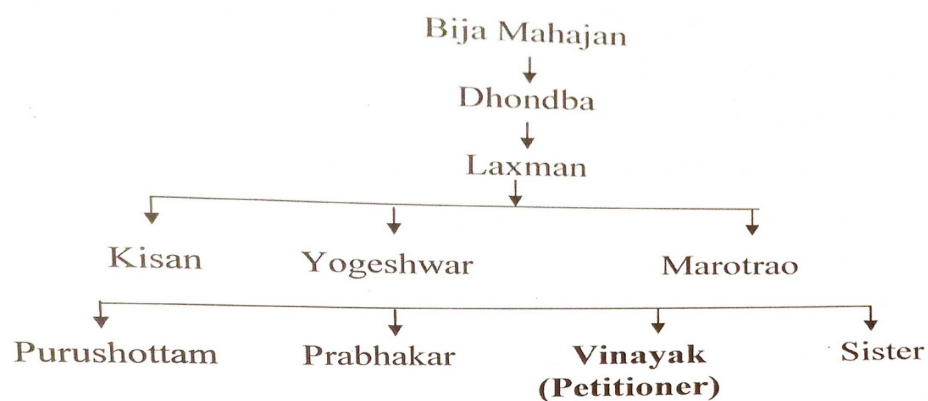 Bija Mahajan
Dhondba
Laxman
Kisan Yogeshwar Marotrao
Purushottam Prabhakar Vinayak Sister
(Petitioner)